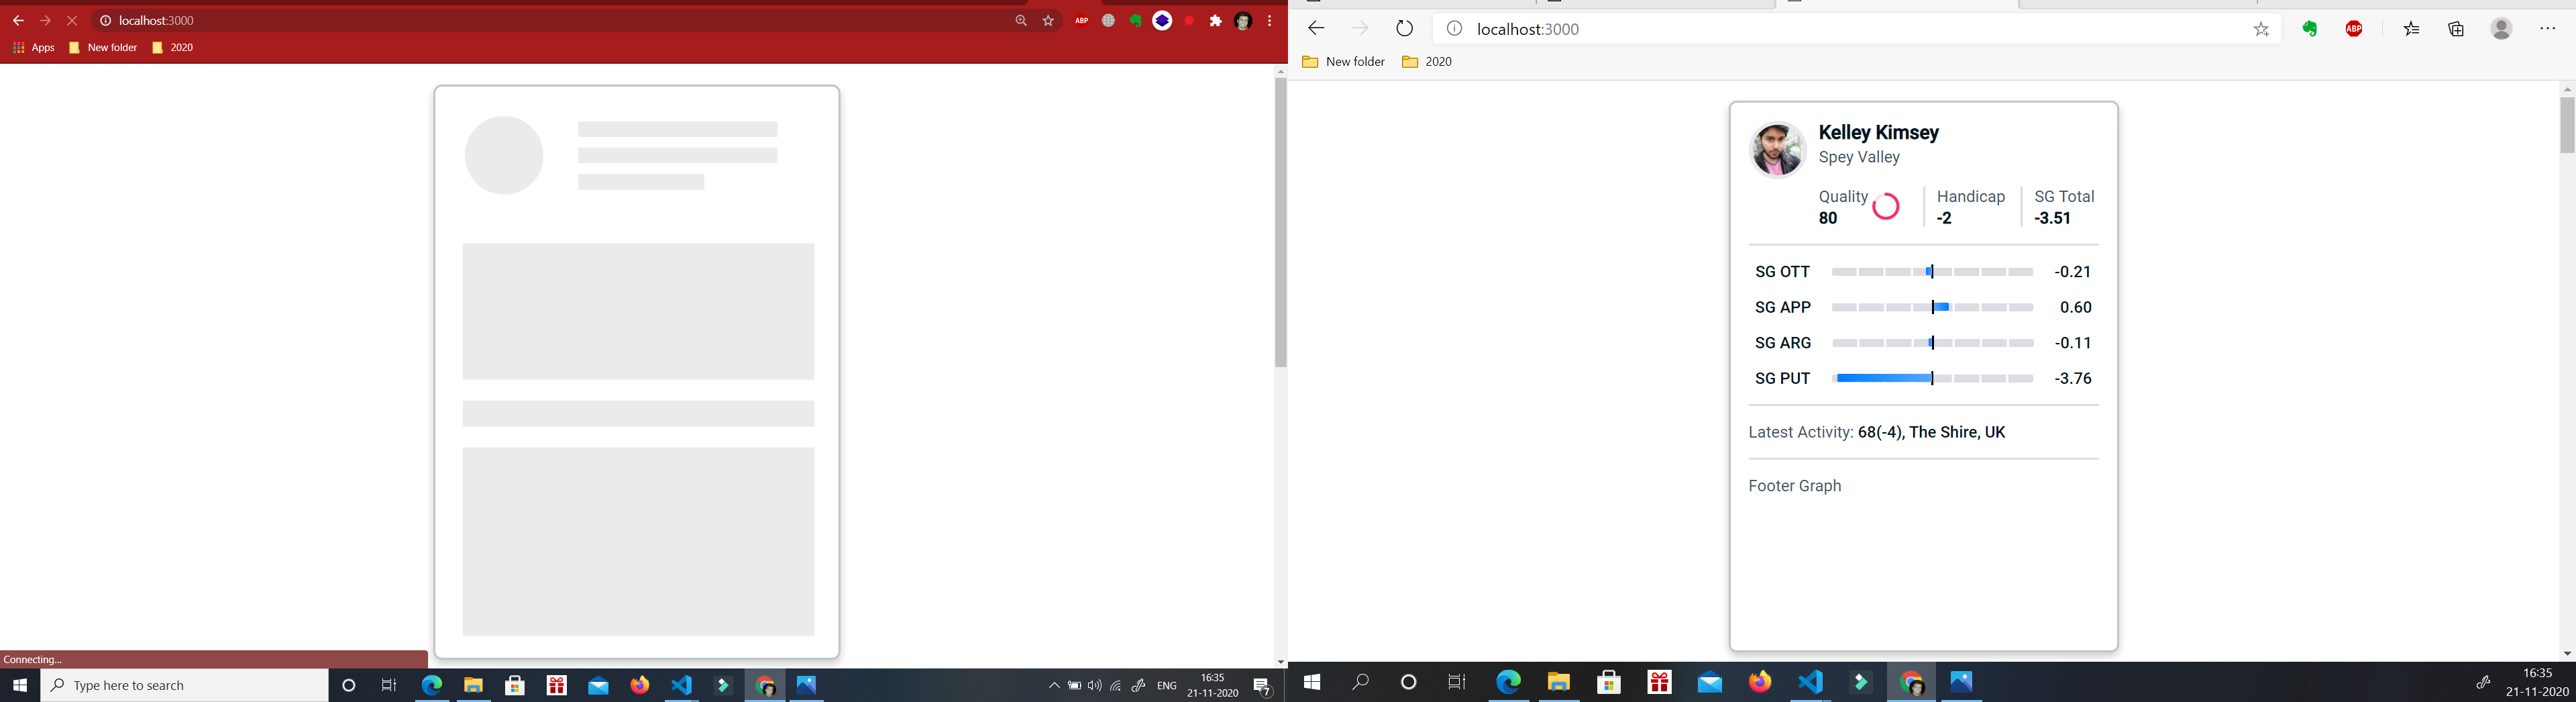 localhost:3000
ABP
Apps New folder 2020
Connecting...
Type here to search
ENG
16:35
21-11-2020
7
localhost:3000
ABP
New folder 2020
Kelley Kimsey
Spey Valley
Quality Handicap SG Total
80 -2 -3.51
SG OTT -0.21
SG APP 0.60
SG ARG -0.11
SG PUT -3.76
Latest Activity: 68(-4), The Shire, UK
Footer Graph
16:35
21-11-2020